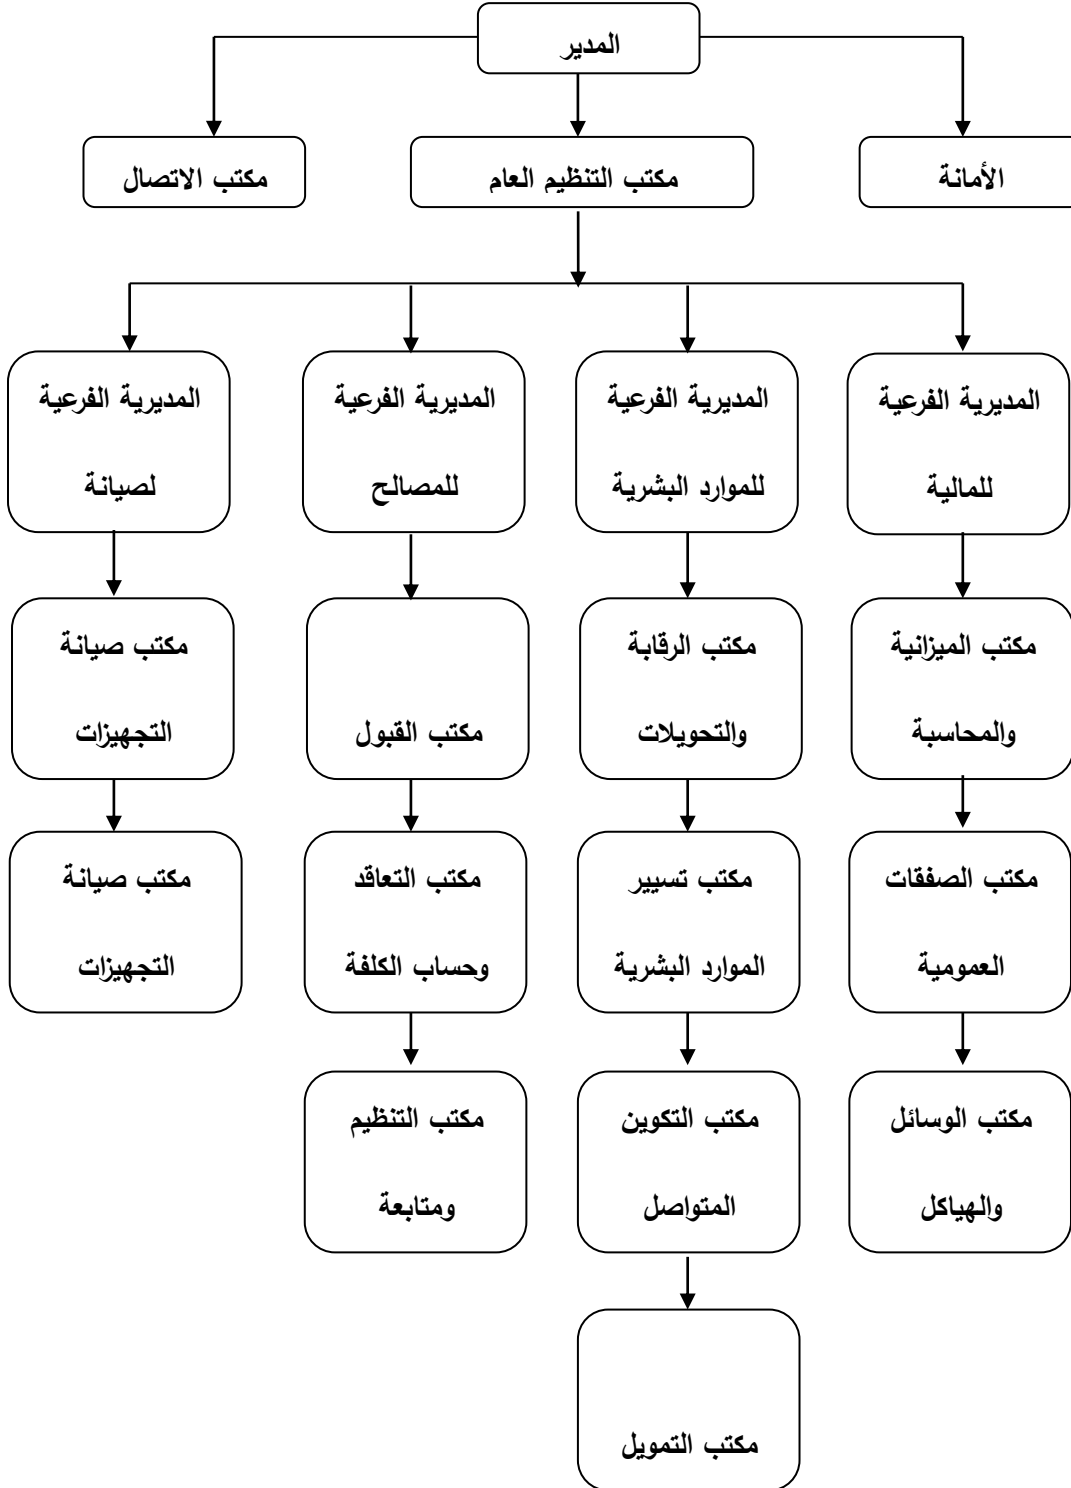 المدير
الأمانة
مكتب التنظيم العام
مكتب الاتصال
المديرية الفرعية
للمالية
المديرية الفرعية
للموارد البشرية
المديرية الفرعية
للمصالح
المديرية الفرعية
لصيانة
مكتب الميزانية
والمحاسبة
مكتب الرقابة
والتحويلات
مكتب القبول
مكتب صيانة
التجهيزات
مكتب الصفقات
العمومية
مكتب تسيير
الموارد البشرية
مكتب التعاقد
وحساب الكلفة
مكتب صيانة
التجهيزات
مكتب الوسائل
والهياكل
مكتب التكوين
المتواصل
مكتب التنظيم
ومتابعة
مكتب التمويل